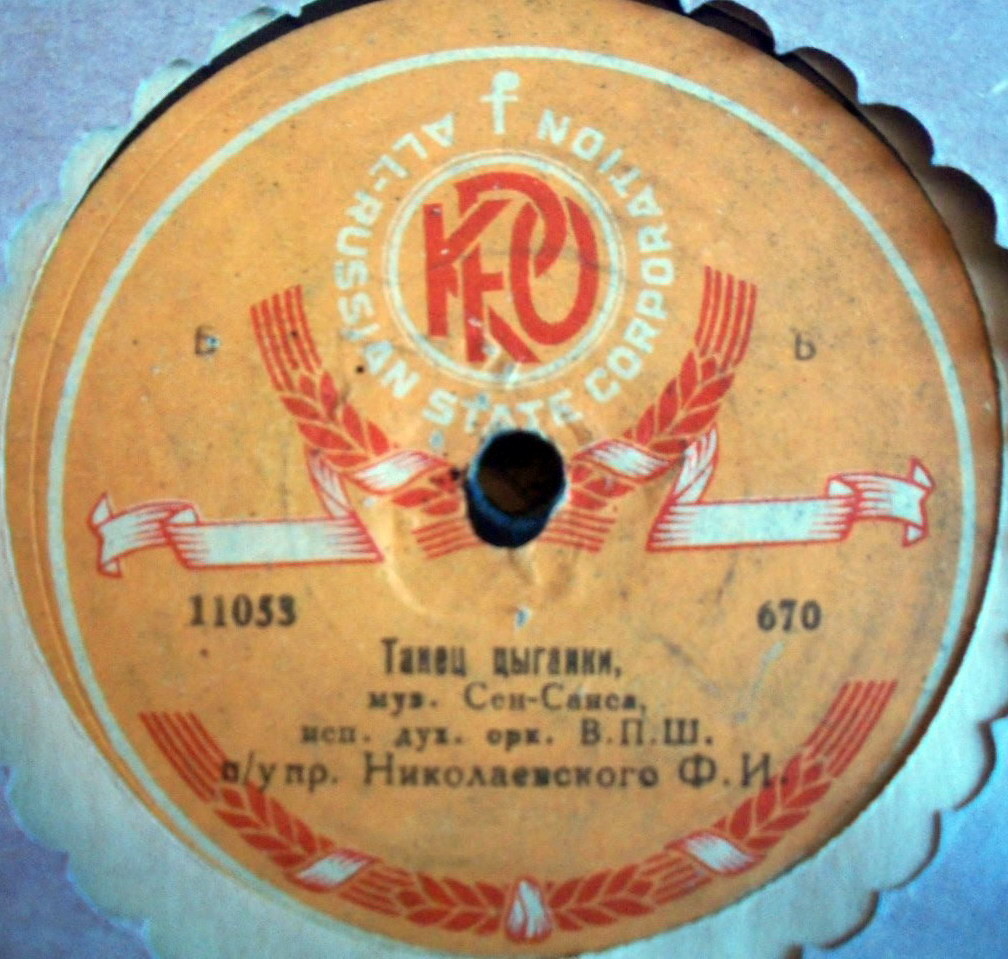 ALL-RUSSIAN STATE CORPORATION
Б Ь
11053 670
Танец цыганки,
муз. Сен-Санса,
исп. дух. орк. В.П.Ш.
п/упр. Николаевского Ф.И.